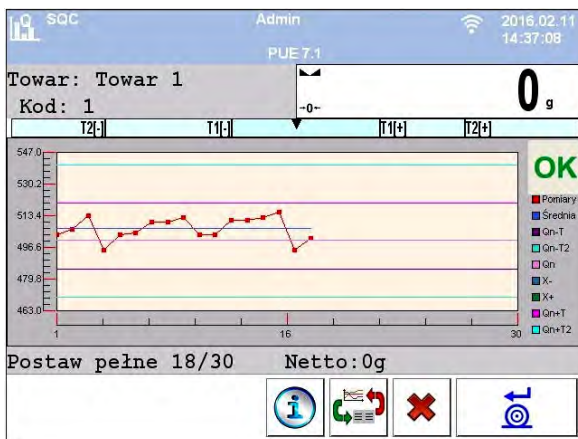 SQC Admin 2016.02.11
14:37:08
PUE 7.1
Towar: Towar 1
Kod: 1
→0← 0 g
T2[-] T1[-] T1[+] T2[+]
OK
547.0
530.2
513.4
496.6
479.8
463.0
1 16 30
Pomiary
Średnia
Qn-T
Qn-T2
Qn
X-
X+
Qn+T
Qn+T2
Postaw pełne 18/30 Netto:0g